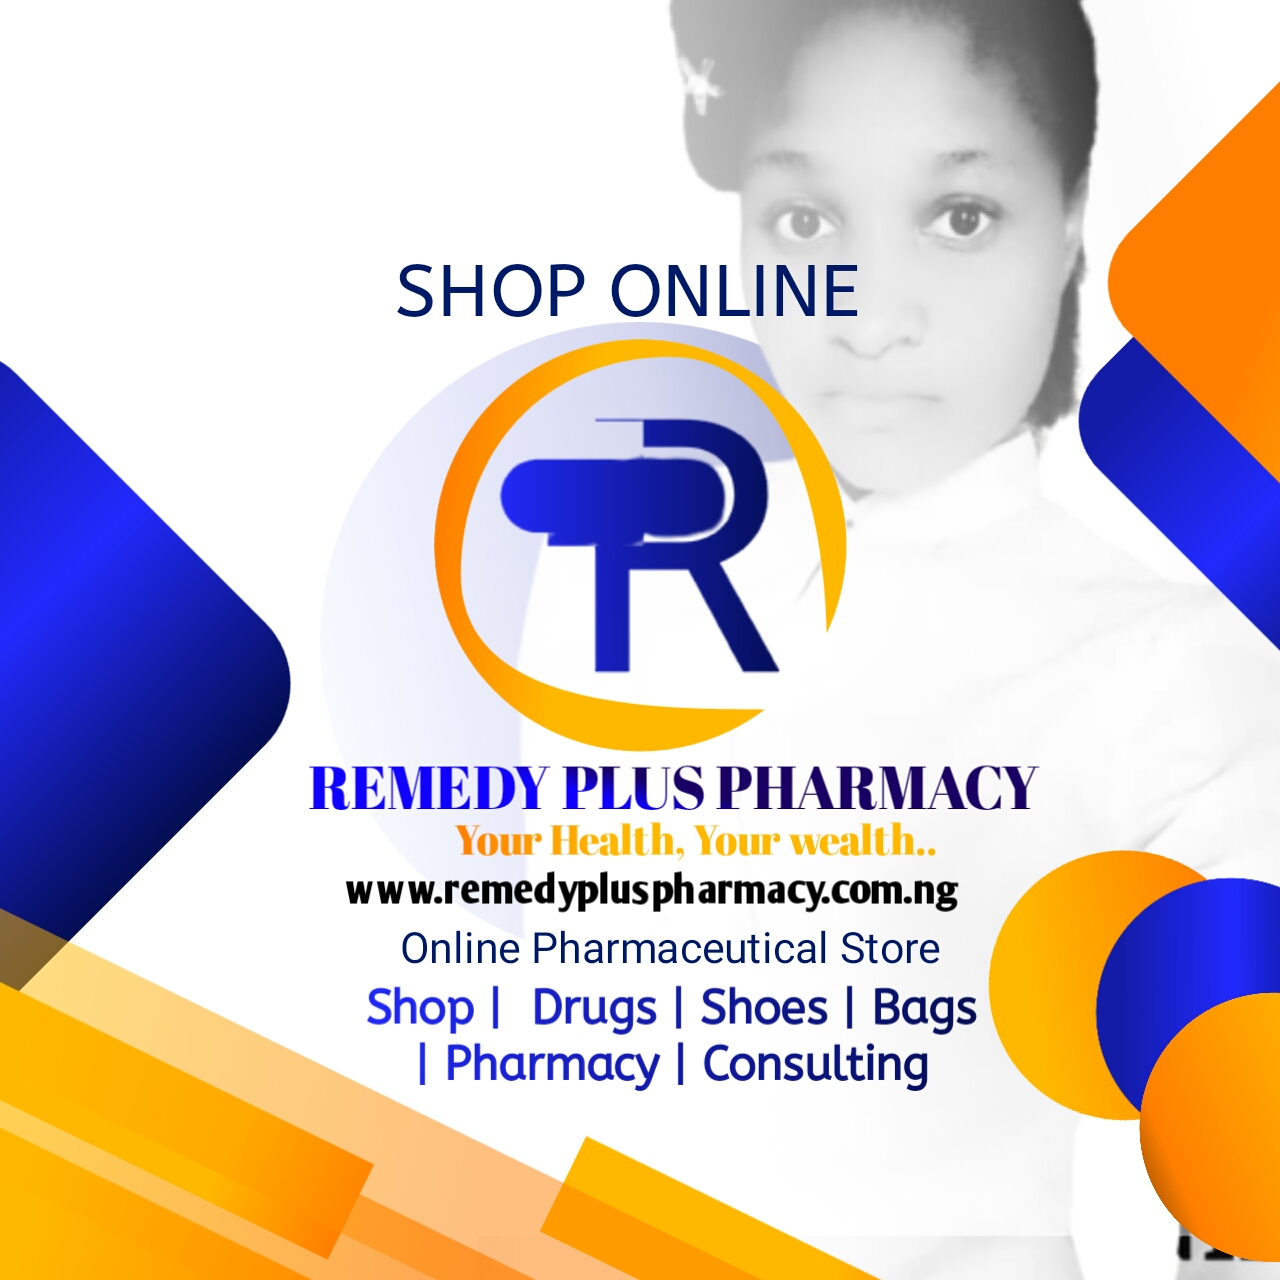 SHOP ONLINE
R
REMEDY PLUS PHARMACY
Your Health, Your wealth..
www.remedypluspharmacy.com.ng
Online Pharmaceutical Store
Shop | Drugs | Shoes | Bags
| Pharmacy | Consulting